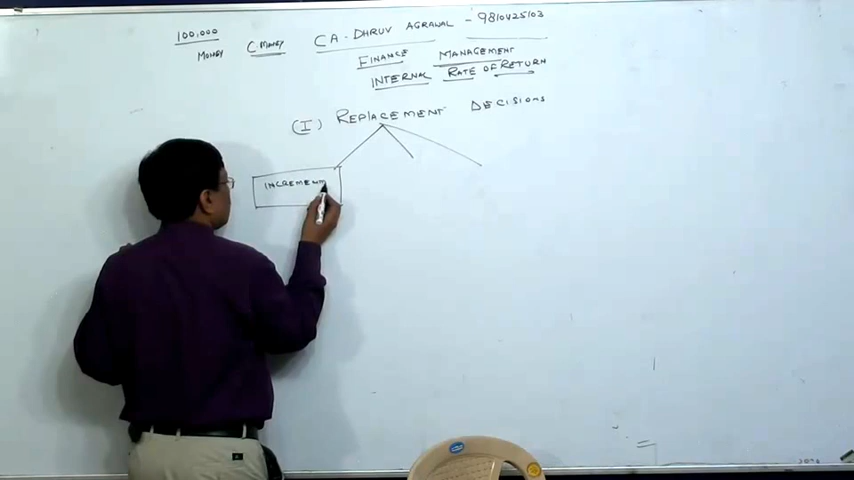 100,000
MONEY C.MONEY CA. DHRUV AGRAWAL - 9810425103
FINANCE MANAGEMENT
INTERNAL RATE OF RETURN
(I) REPLACEMENT DECISIONS
INCREMENT